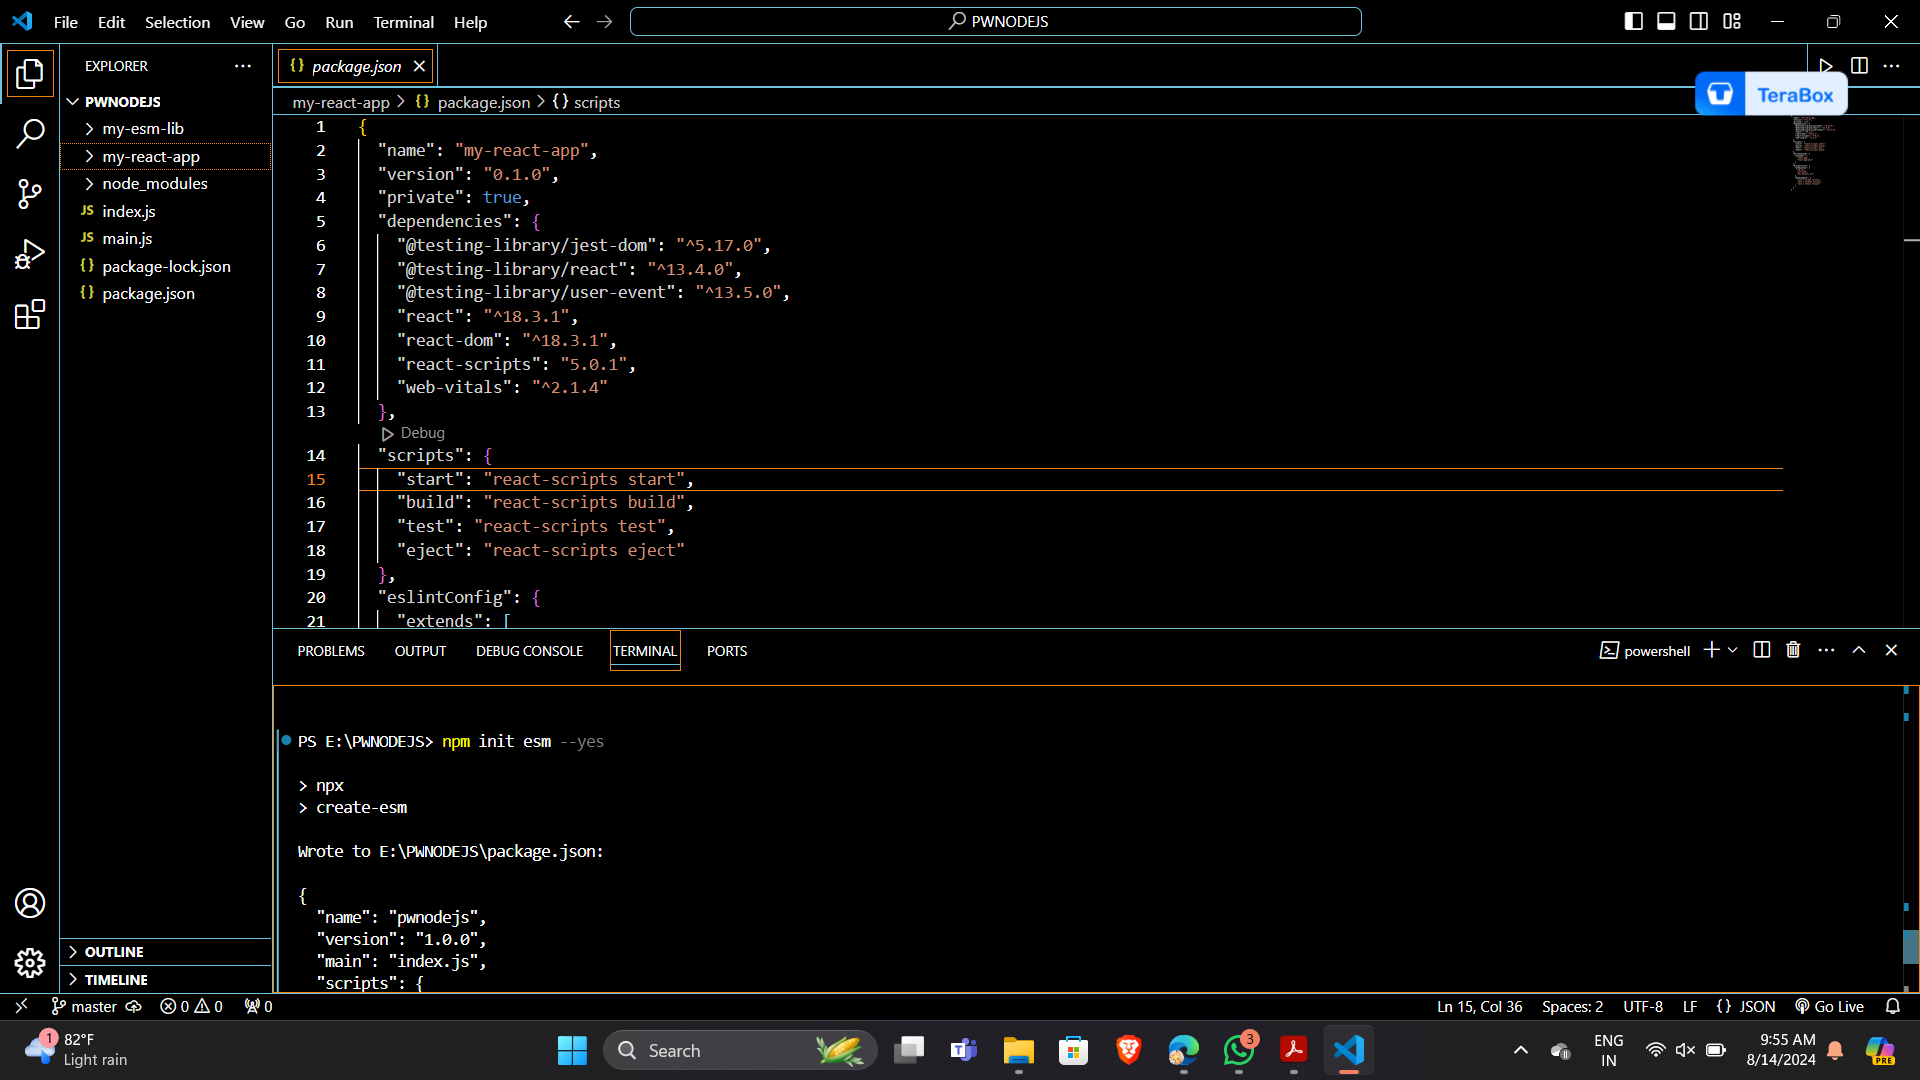 File Edit Selection View Go Run Terminal Help
PWNODEJS
EXPLORER
PWNODEJS
my-esm-lib
my-react-app
node_modules
JS index.js
JS main.js
{} package-lock.json
{} package.json
OUTLINE
TIMELINE
{} package.json
TeraBox
my-react-app > {} package.json > {} scripts
1 {
2 "name": "my-react-app",
3 "version": "0.1.0",
4 "private": true,
5 "dependencies": {
6 "@testing-library/jest-dom": "^5.17.0",
7 "@testing-library/react": "^13.4.0",
8 "@testing-library/user-event": "^13.5.0",
9 "react": "^18.3.1",
10 "react-dom": "^18.3.1",
11 "react-scripts": "5.0.1",
12 "web-vitals": "^2.1.4"
13 },
Debug
14 "scripts": {
15 "start": "react-scripts start",
16 "build": "react-scripts build",
17 "test": "react-scripts test",
18 "eject": "react-scripts eject"
19 },
20 "eslintConfig": {
21 "extends": [
PROBLEMS OUTPUT DEBUG CONSOLE TERMINAL PORTS
powershell
PS E:\PWNODEJS> npm init esm --yes
> npx
> create-esm
Wrote to E:\PWNODEJS\package.json:
{
"name": "pwnodejs",
"version": "1.0.0",
"main": "index.js",
"scripts": {
master 0 0 0
Ln 15, Col 36 Spaces: 2 UTF-8 LF {} JSON Go Live
1
82°F
Light rain
Search
3
ENG
IN
9:55 AM
8/14/2024
PRE